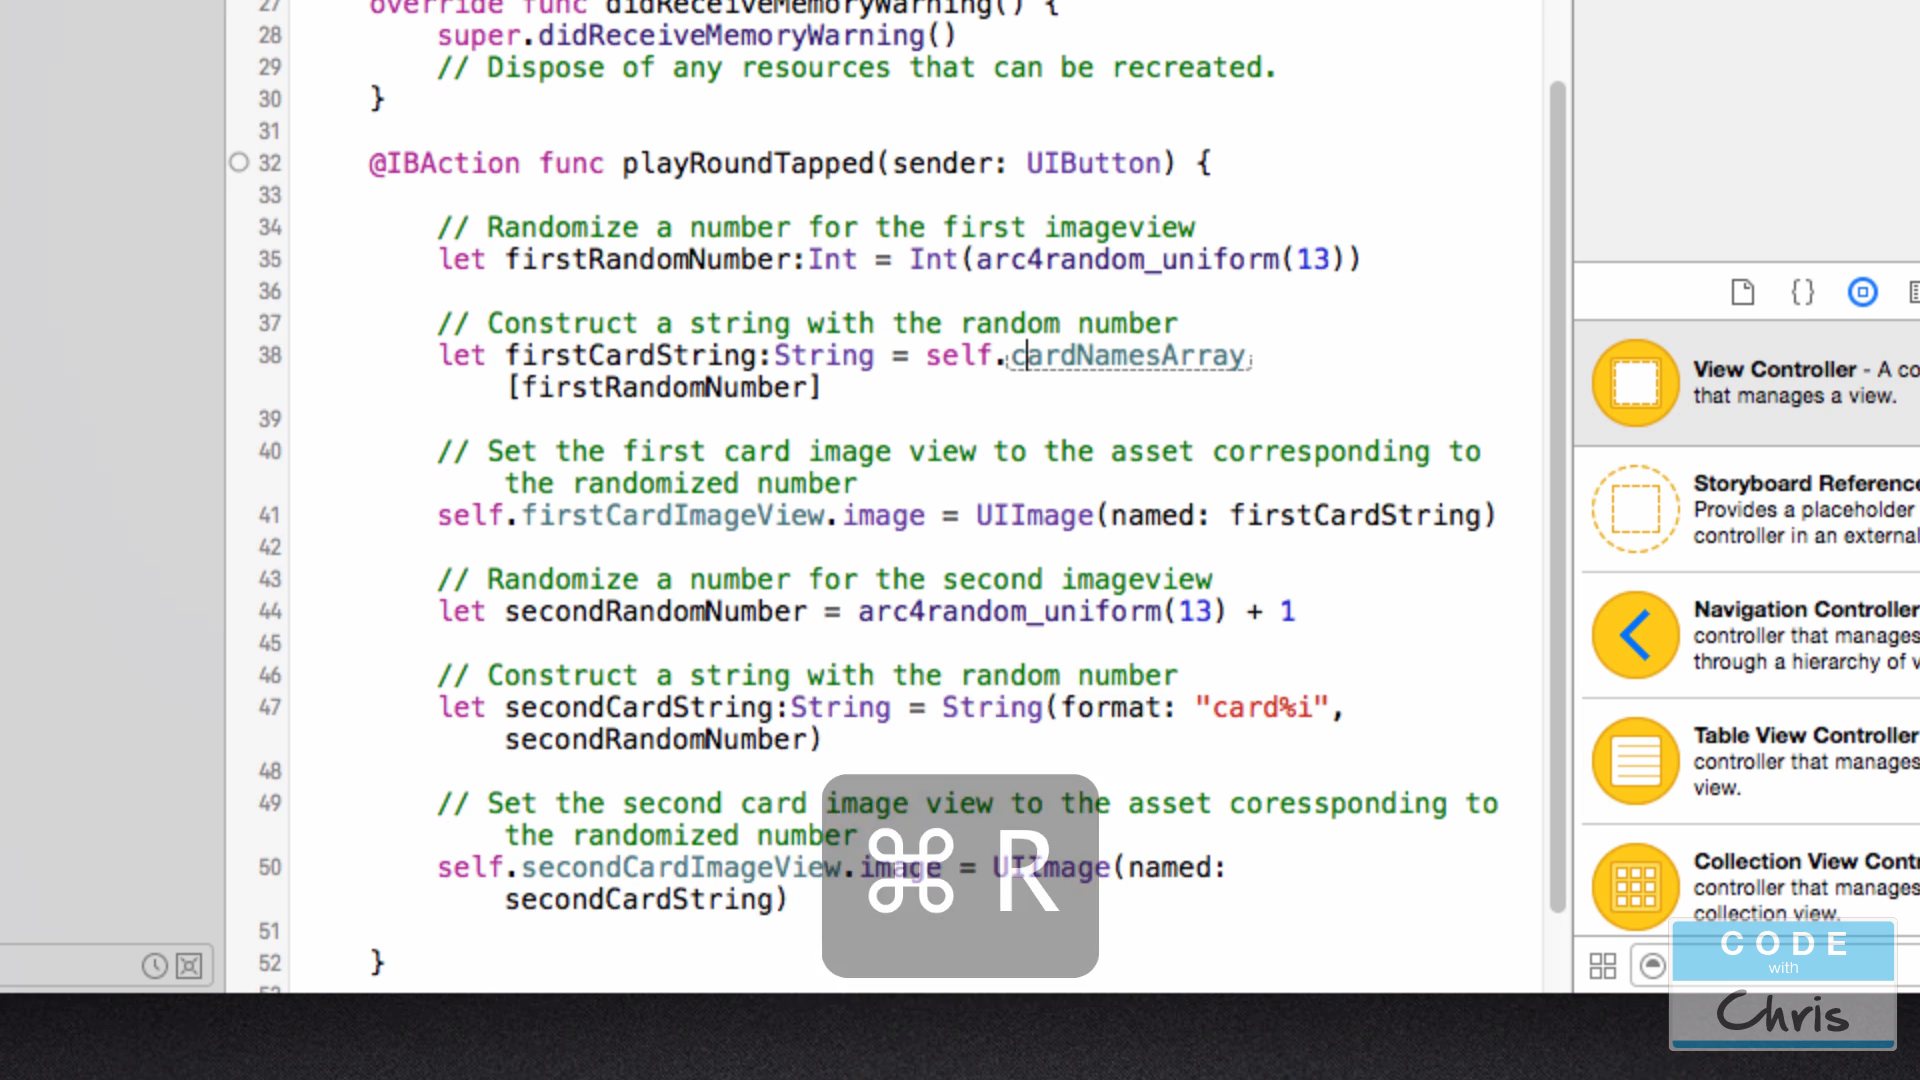 27 override func didReceiveMemoryWarning() {
28 super.didReceiveMemoryWarning()
29 // Dispose of any resources that can be recreated.
30 }
31
32 @IBAction func playRoundTapped(sender: UIButton) {
33
34 // Randomize a number for the first imageview
35 let firstRandomNumber:Int = Int(arc4random_uniform(13))
36
37 // Construct a string with the random number
38 let firstCardString:String = self.cardNamesArray
[firstRandomNumber]
39
40 // Set the first card image view to the asset corresponding to
the randomized number
41 self.firstCardImageView.image = UIImage(named: firstCardString)
42
43 // Randomize a number for the second imageview
44 let secondRandomNumber = arc4random_uniform(13) + 1
45
46 // Construct a string with the random number
47 let secondCardString:String = String(format: "card%i",
secondRandomNumber)
48
49 // Set the second card image view to the asset coressponding to
the randomized number
50 self.secondCardImageView.image = UIImage(named:
secondCardString)
51
52 }
⌘ R
{}
View Controller - A co
that manages a view.
Storyboard Reference
Provides a placeholder
controller in an external
Navigation Controller
controller that manages
through a hierarchy of v
Table View Controller
controller that manages
view.
Collection View Contr
controller that manages
collection view.
CODE
with
Chris